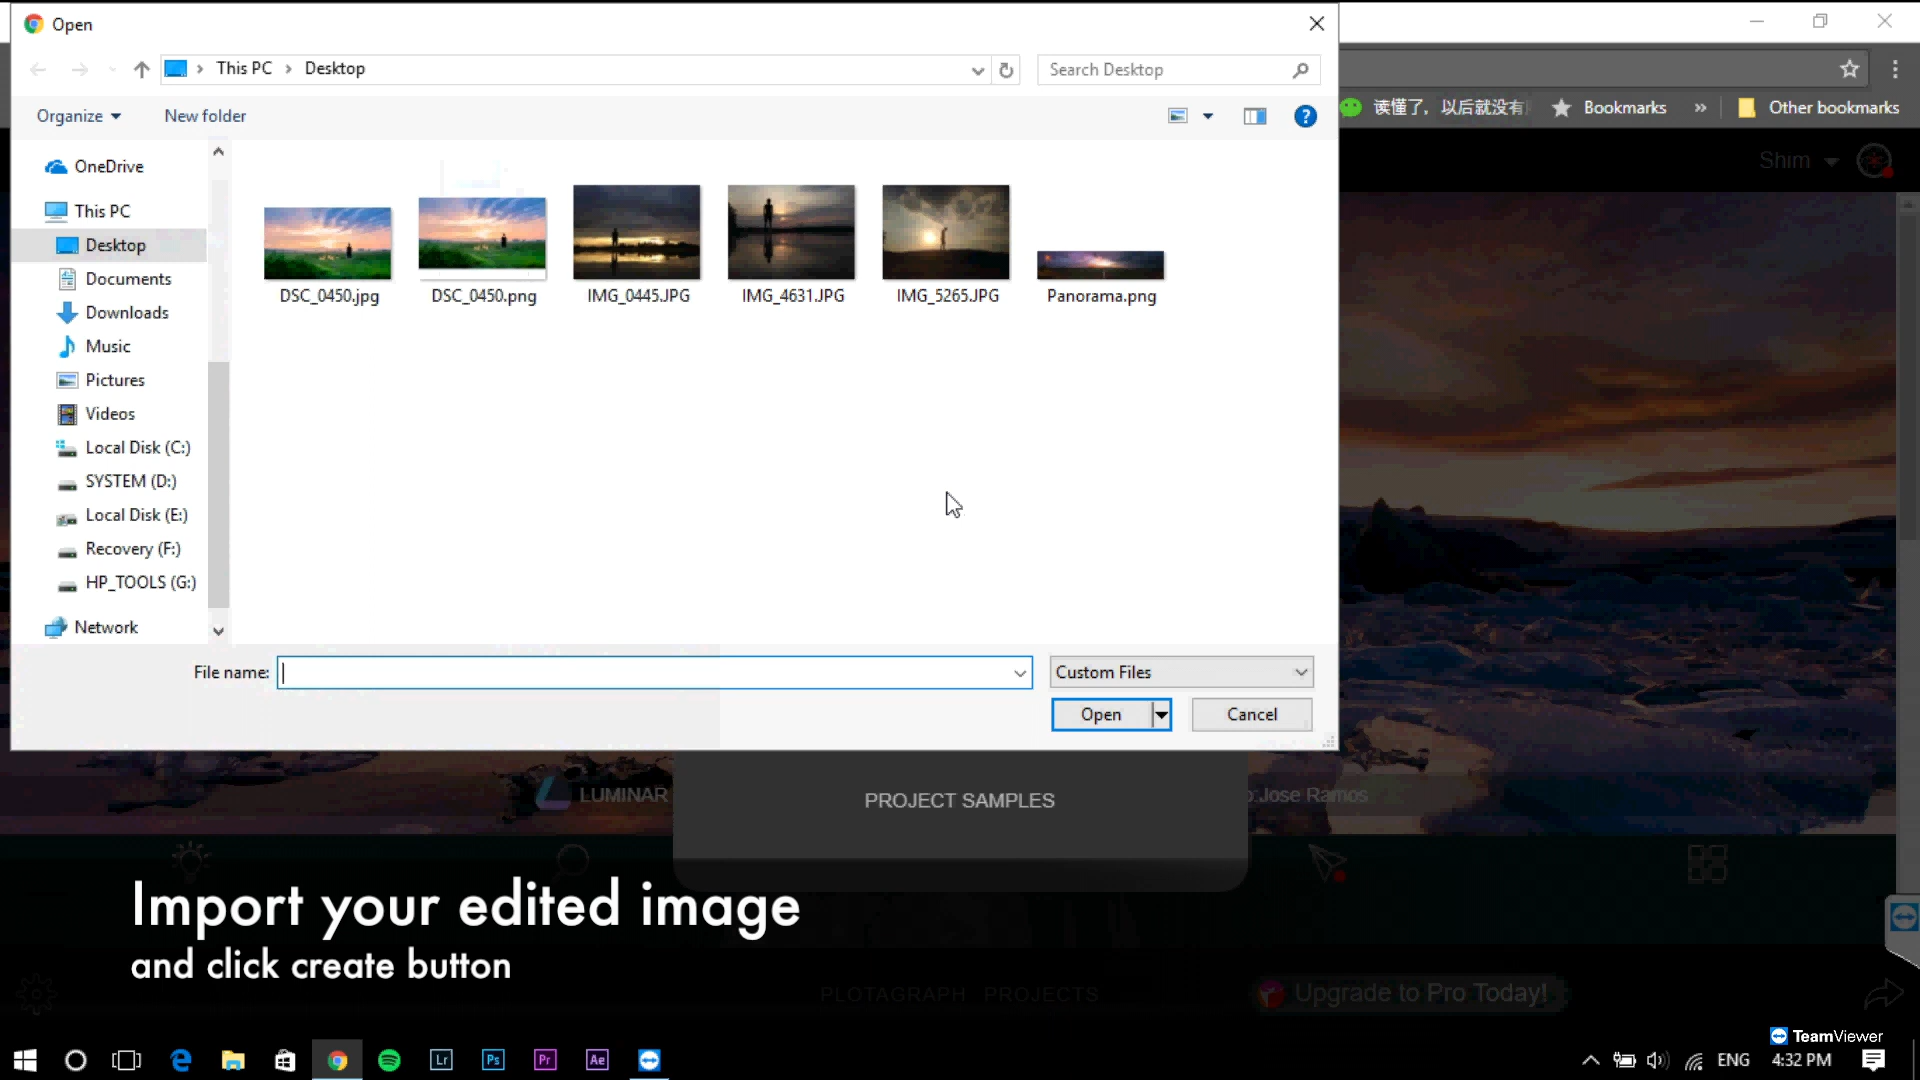 Open
This PC
Desktop
Search Desktop
Organize
New folder
读懂了，以后就没有
Bookmarks
»
Other bookmarks
Shim
OneDrive
This PC
Desktop
Documents
Downloads
Music
Pictures
Videos
Local Disk (C:)
SYSTEM (D:)
Local Disk (E:)
Recovery (F:)
HP_TOOLS (G:)
Network
DSC_0450.jpg
DSC_0450.png
IMG_0445.JPG
IMG_4631.JPG
IMG_5265.JPG
Panorama.png
File name:
Custom Files
Open
Cancel
LUMINAR
PROJECT SAMPLES
Jose Ramos
Import your edited image
and click create button
PLOTAGRAPH PROJECTS
Upgrade to Pro Today!
TeamViewer
Lr
Ps
Pr
Ae
ENG
4:32 PM